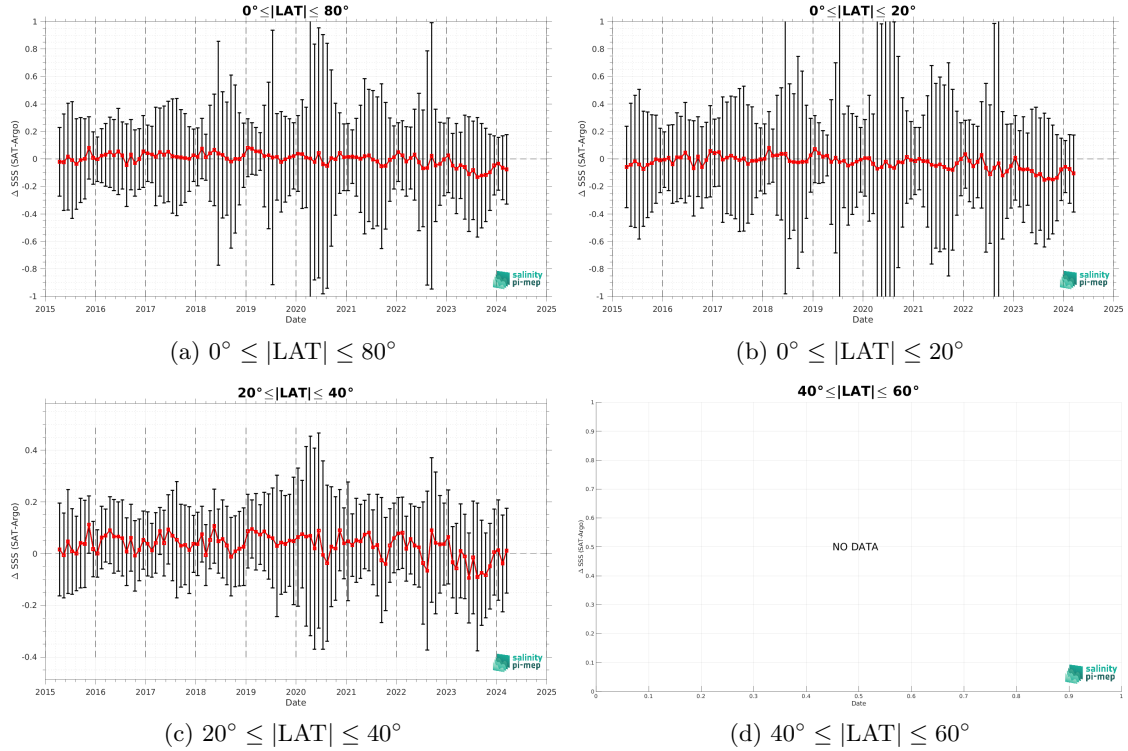 0°≤|LAT|≤ 80°
1
0.8
0.6
0.4
0.2
0
-0.2
-0.4
-0.6
-0.8
-1
Δ SSS (SAT-Argo)
2015 2016 2017 2018 2019 2020 2021 2022 2023 2024 2025
Date
salinity
pi-mep
(a) 0° ≤ |LAT| ≤ 80°
0°≤|LAT|≤ 20°
1
0.8
0.6
0.4
0.2
0
-0.2
-0.4
-0.6
-0.8
-1
Δ SSS (SAT-Argo)
2015 2016 2017 2018 2019 2020 2021 2022 2023 2024 2025
Date
salinity
pi-mep
(b) 0° ≤ |LAT| ≤ 20°
20°≤|LAT|≤ 40°
0.4
0.2
0
-0.2
-0.4
Δ SSS (SAT-Argo)
2015 2016 2017 2018 2019 2020 2021 2022 2023 2024 2025
Date
salinity
pi-mep
(c) 20° ≤ |LAT| ≤ 40°
40°≤|LAT|≤ 60°
1
0.9
0.8
0.7
0.6
0.5
0.4
0.3
0.2
0.1
0
Δ SSS (SAT-Argo)
NO DATA
0 0.1 0.2 0.3 0.4 0.5 0.6 0.7 0.8 0.9 1
Date
salinity
pi-mep
(d) 40° ≤ |LAT| ≤ 60°